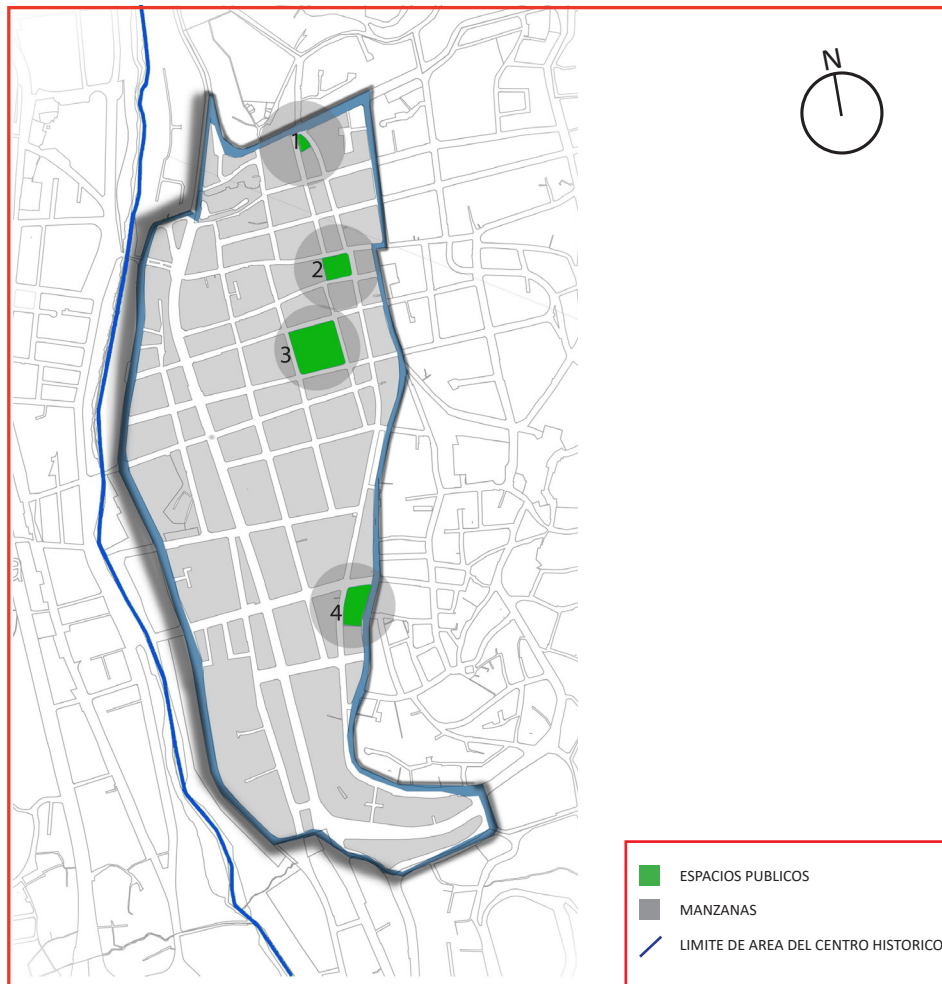 N
1
2
3
4
ESPACIOS PUBLICOS
MANZANAS
LIMITE DE AREA DEL CENTRO HISTORICO